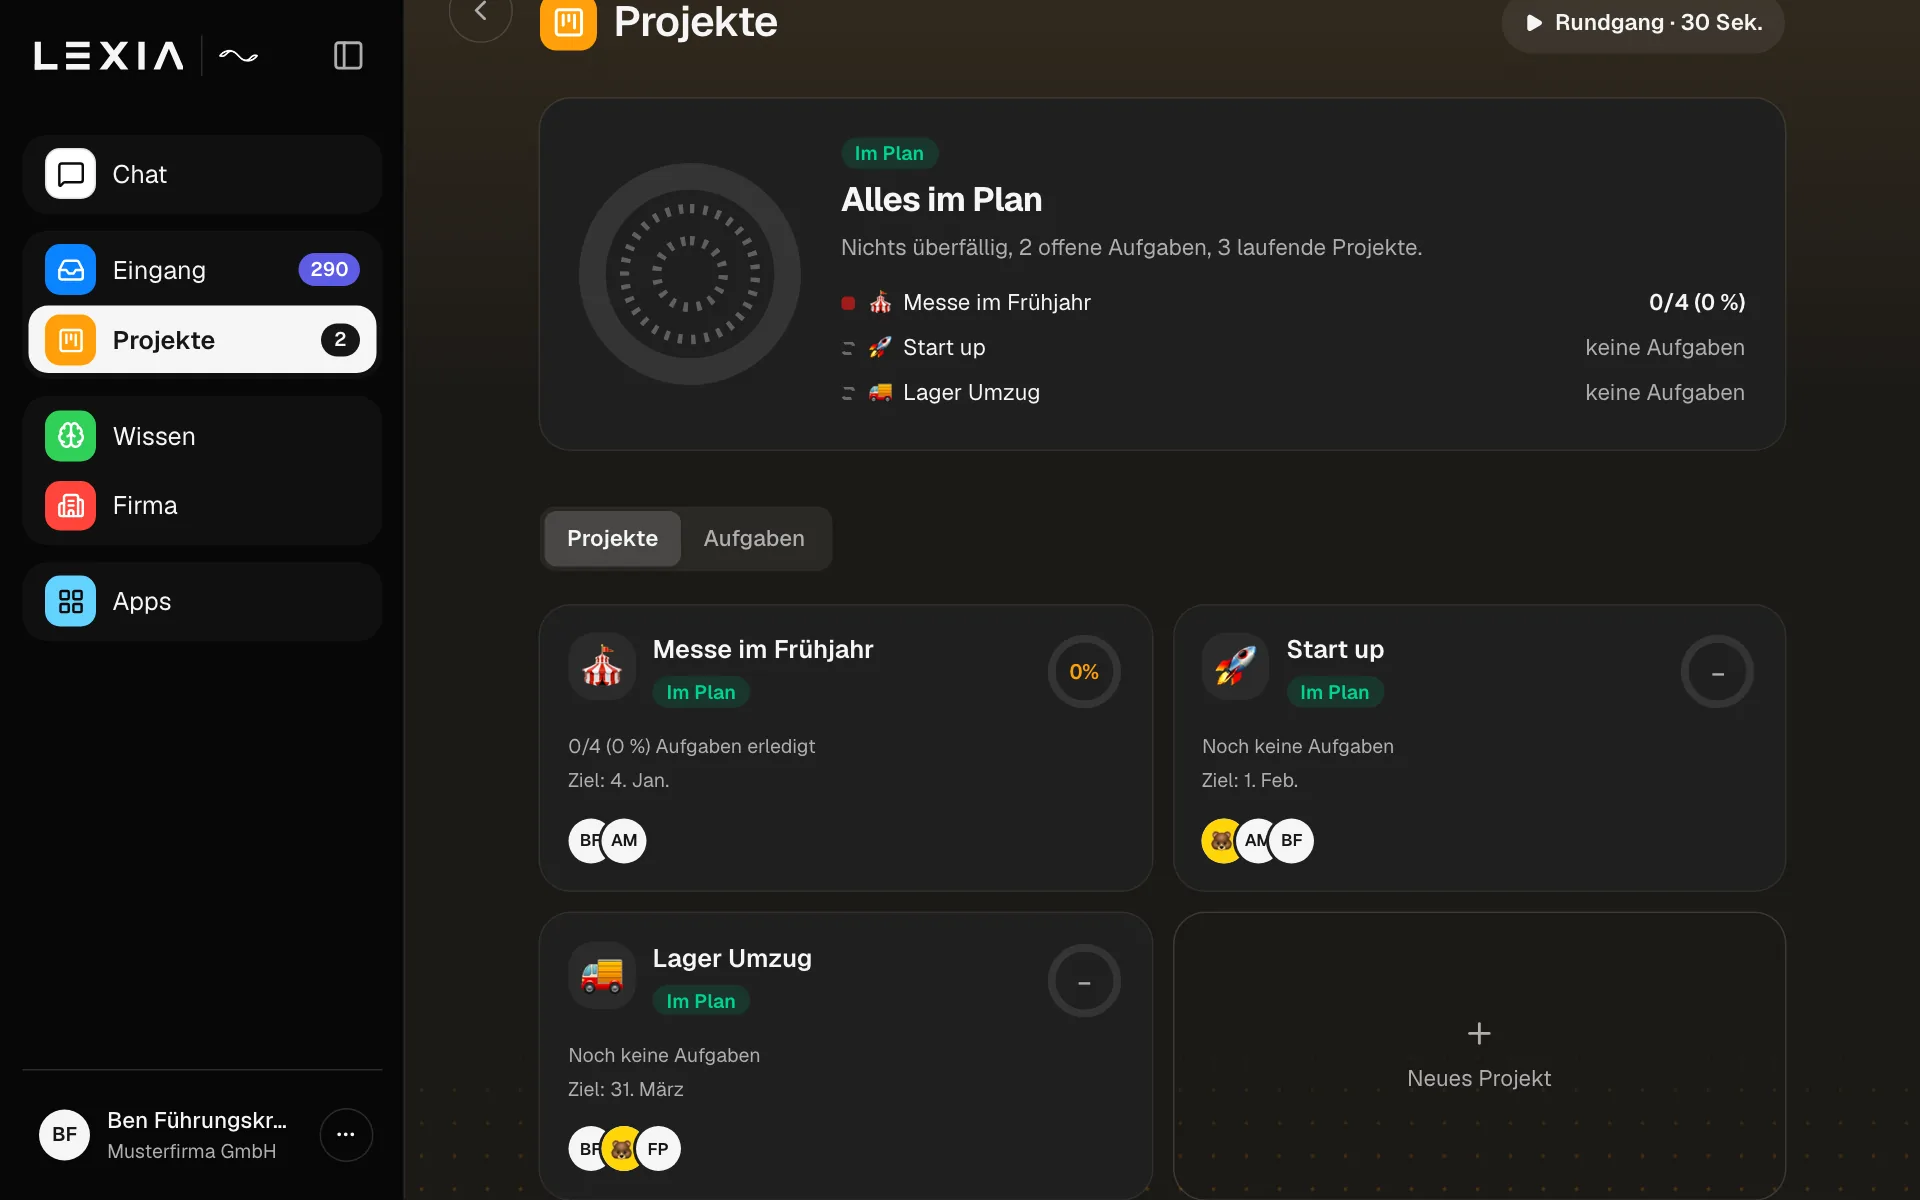 LEXIA
Chat
Eingang 290
Projekte 2
Wissen
Firma
Apps
BF Ben Führungskr...
Musterfirma GmbH
Projekte
Rundgang · 30 Sek.
Im Plan
Alles im Plan
Nichts überfällig, 2 offene Aufgaben, 3 laufende Projekte.
Messe im Frühjahr 0/4 (0 %)
Start up keine Aufgaben
Lager Umzug keine Aufgaben
Projekte Aufgaben
Messe im Frühjahr
Im Plan
0%
0/4 (0 %) Aufgaben erledigt
Ziel: 4. Jan.
BF AM
Start up
Im Plan
–
Noch keine Aufgaben
Ziel: 1. Feb.
AM BF
Lager Umzug
Im Plan
–
Noch keine Aufgaben
Ziel: 31. März
BF FP
Neues Projekt